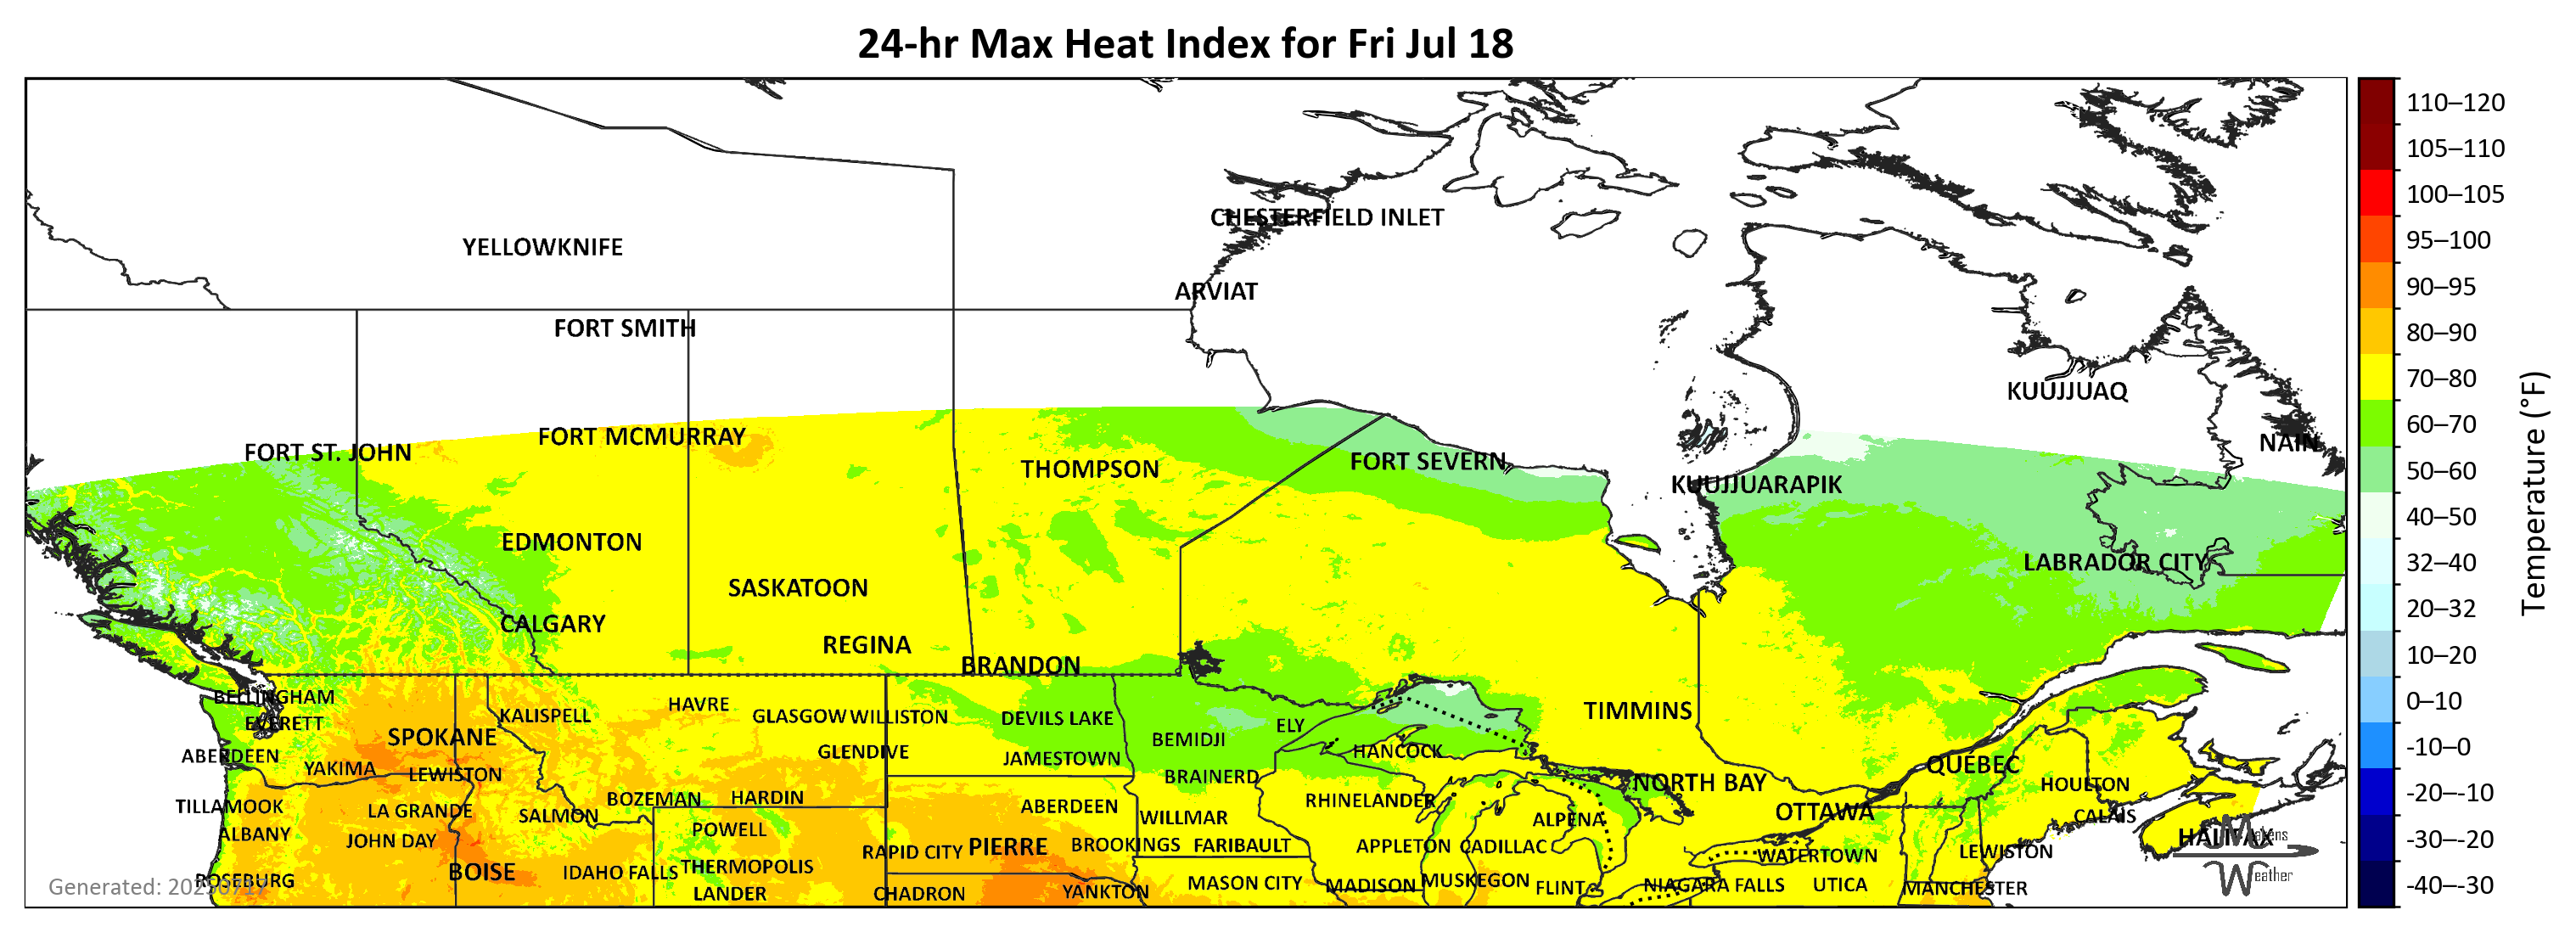 24-hr Max Heat Index for Fri Jul 18
110–120
105–110
CHESTERFIELD INLET
100–105
YELLOWKNIFE
95–100
ARVIAT
90–95
FORT SMITH
80–90
KUUJJUAQ
70–80
FORT MCMURRAY
60–70
NAIN
FORT ST. JOHN
THOMPSON
FORT SEVERN
50–60
KUUJJUARAPIK
40–50
EDMONTON
LABRADOR CITY
32–40
SASKATOON
20–32
CALGARY
REGINA
BRANDON
10–20
BELLINGHAM
HAVRE
0–10
KALISPELL
GLASGOW WILLISTON
DEVILS LAKE
TIMMINS
EVERETT
ELY
SPOKANE
BEMIDJI
-10–0
ABERDEEN
GLENDIVE
JAMESTOWN
HANCOCK
QUÉBEC
YAKIMA
LEWISTON
BRAINERD
NORTH BAY
HOULTON
-20–-10
TILLAMOOK
LA GRANDE
BOZEMAN
HARDIN
ABERDEEN
RHINELANDER
SALMON
WILLMAR
ALPENA
OTTAWA
CALAIS
ALBANY
JOHN DAY
POWELL
HALIFAX
-30–-20
RAPID CITY
PIERRE
BROOKINGS
FARIBAULT
APPLETON
CADILLAC
WATERTOWN
LEWISTON
Makens
Weather
BOISE
IDAHO FALLS
THERMOPOLIS
ROSEBURG
Generated: 20250717
LANDER
CHADRON
YANKTON
MASON CITY
MADISON
MUSKEGON
FLINT
NIAGARA FALLS
UTICA
MANCHESTER
-40–-30
Temperature (°F)